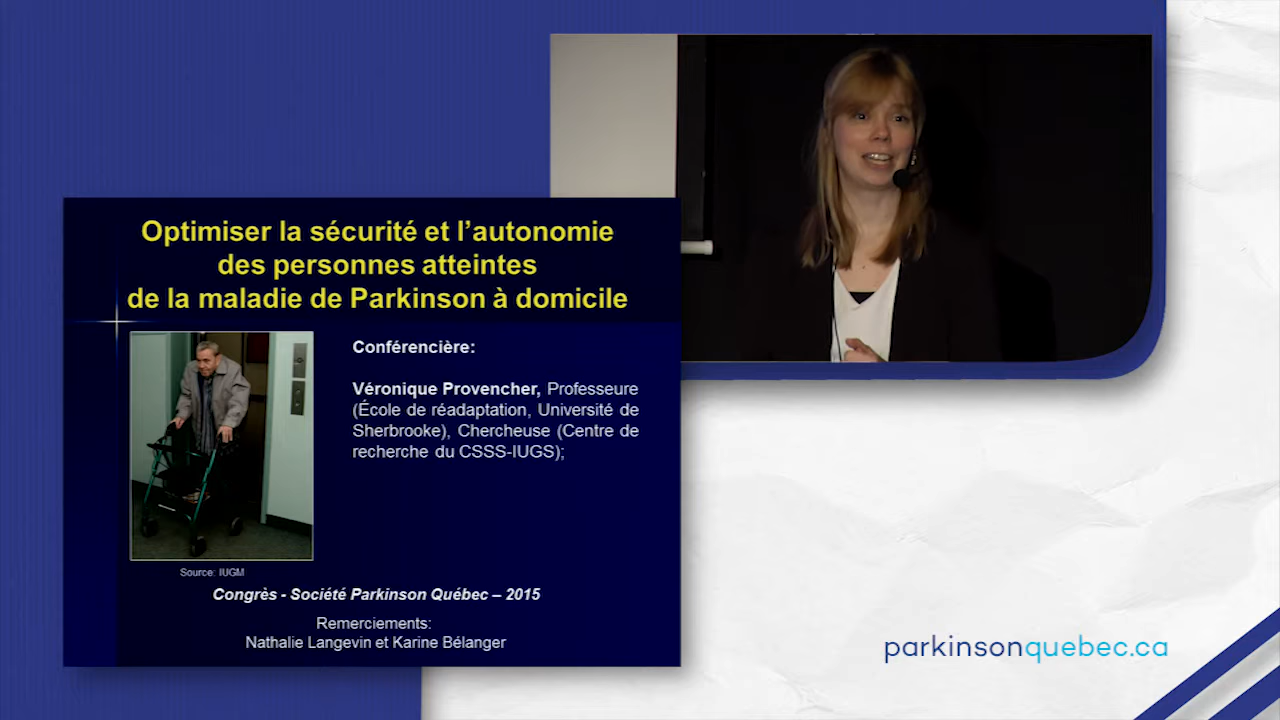 Optimiser la sécurité et l’autonomie
des personnes atteintes
de la maladie de Parkinson à domicile
Conférencière:
Véronique Provencher, Professeure
(École de réadaptation, Université de
Sherbrooke), Chercheuse (Centre de
recherche du CSSS-IUGS);
Source: IUGM
Congrès - Société Parkinson Québec – 2015
Remerciements:
Nathalie Langevin et Karine Bélanger
parkinsonquebec.ca